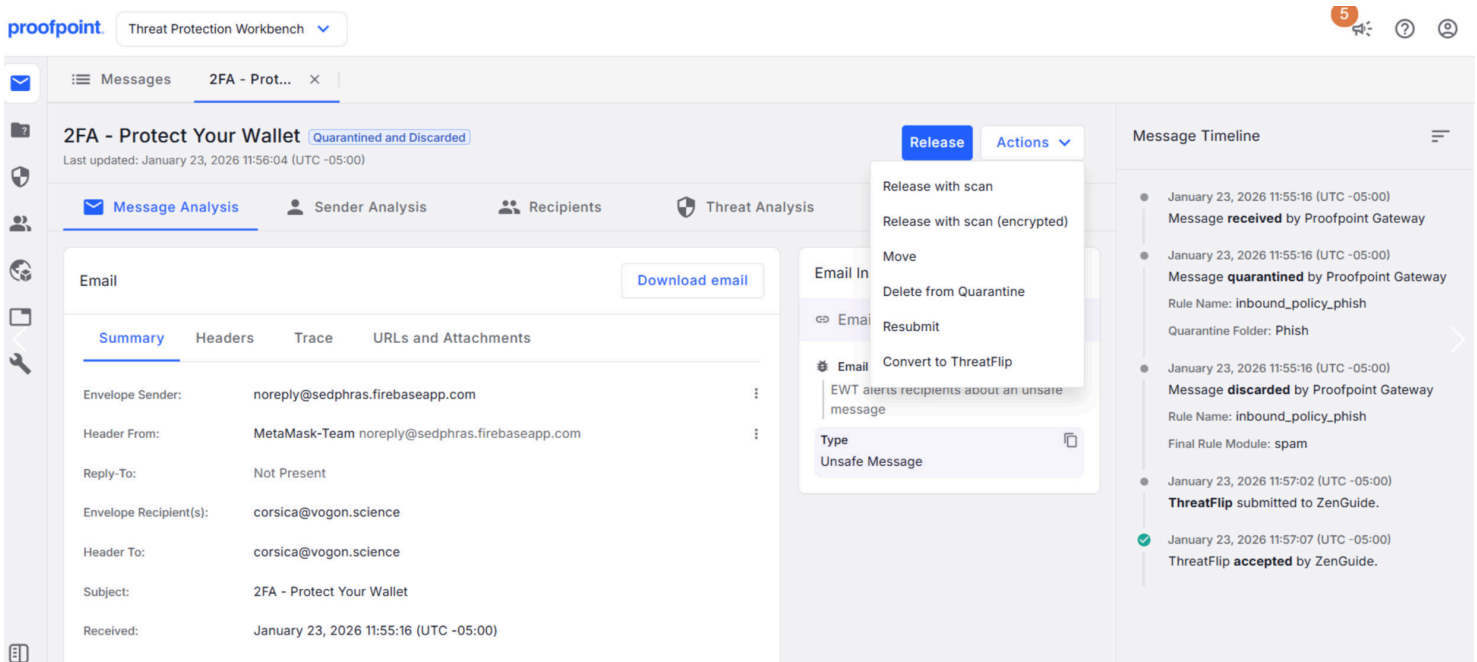 proofpoint.
Threat Protection Workbench
5
Messages
2FA - Prot...
2FA - Protect Your Wallet
Quarantined and Discarded
Last updated: January 23, 2026 11:56:04 (UTC -05:00)
Release
Actions
Release with scan
Release with scan (encrypted)
Move
Delete from Quarantine
Resubmit
Convert to ThreatFlip
Message Analysis
Sender Analysis
Recipients
Threat Analysis
Email
Download email
Summary
Headers
Trace
URLs and Attachments
Envelope Sender: noreply@sedphras.firebaseapp.com
Header From: MetaMask-Team noreply@sedphras.firebaseapp.com
Reply-To: Not Present
Envelope Recipient(s): corsica@vogon.science
Header To: corsica@vogon.science
Subject: 2FA - Protect Your Wallet
Received: January 23, 2026 11:55:16 (UTC -05:00)
Email In
Emai
Email
EWT alerts recipients about an unsafe
message
Type
Unsafe Message
Message Timeline
January 23, 2026 11:55:16 (UTC -05:00)
Message received by Proofpoint Gateway
January 23, 2026 11:55:16 (UTC -05:00)
Message quarantined by Proofpoint Gateway
Rule Name: inbound_policy_phish
Quarantine Folder: Phish
January 23, 2026 11:55:16 (UTC -05:00)
Message discarded by Proofpoint Gateway
Rule Name: inbound_policy_phish
Final Rule Module: spam
January 23, 2026 11:57:02 (UTC -05:00)
ThreatFlip submitted to ZenGuide.
January 23, 2026 11:57:07 (UTC -05:00)
ThreatFlip accepted by ZenGuide.